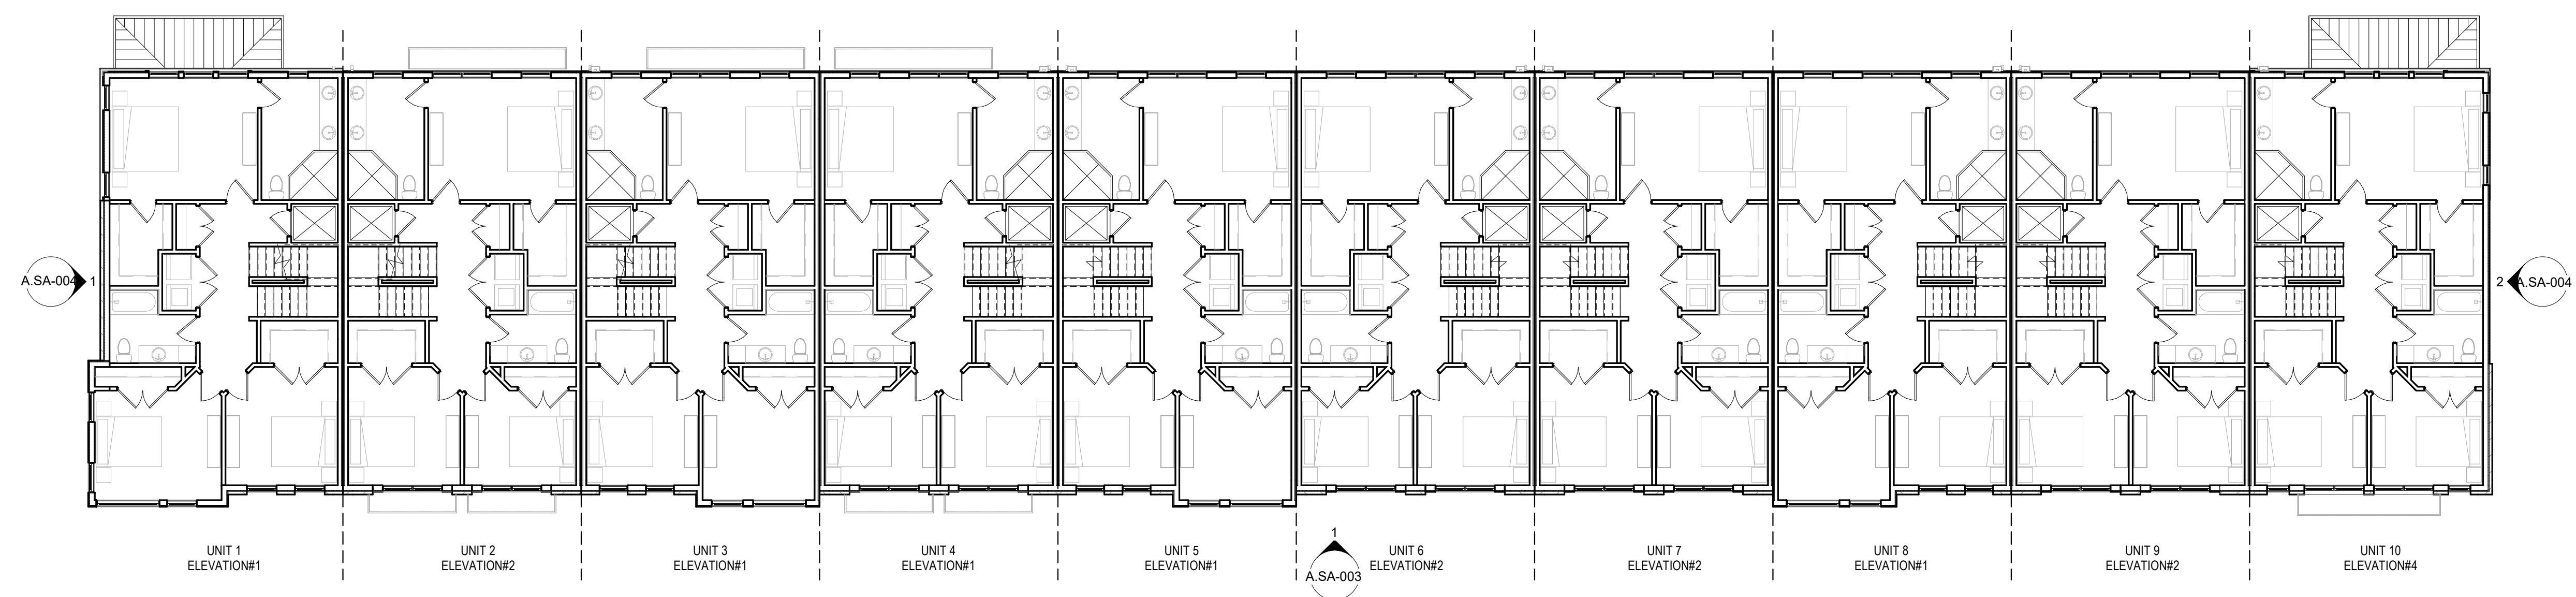 A.SA-004
1
2
A.SA-004
1
A.SA-003
UNIT 1
ELEVATION#1
UNIT 2
ELEVATION#2
UNIT 3
ELEVATION#1
UNIT 4
ELEVATION#1
UNIT 5
ELEVATION#1
UNIT 6
ELEVATION#2
UNIT 7
ELEVATION#2
UNIT 8
ELEVATION#1
UNIT 9
ELEVATION#2
UNIT 10
ELEVATION#4